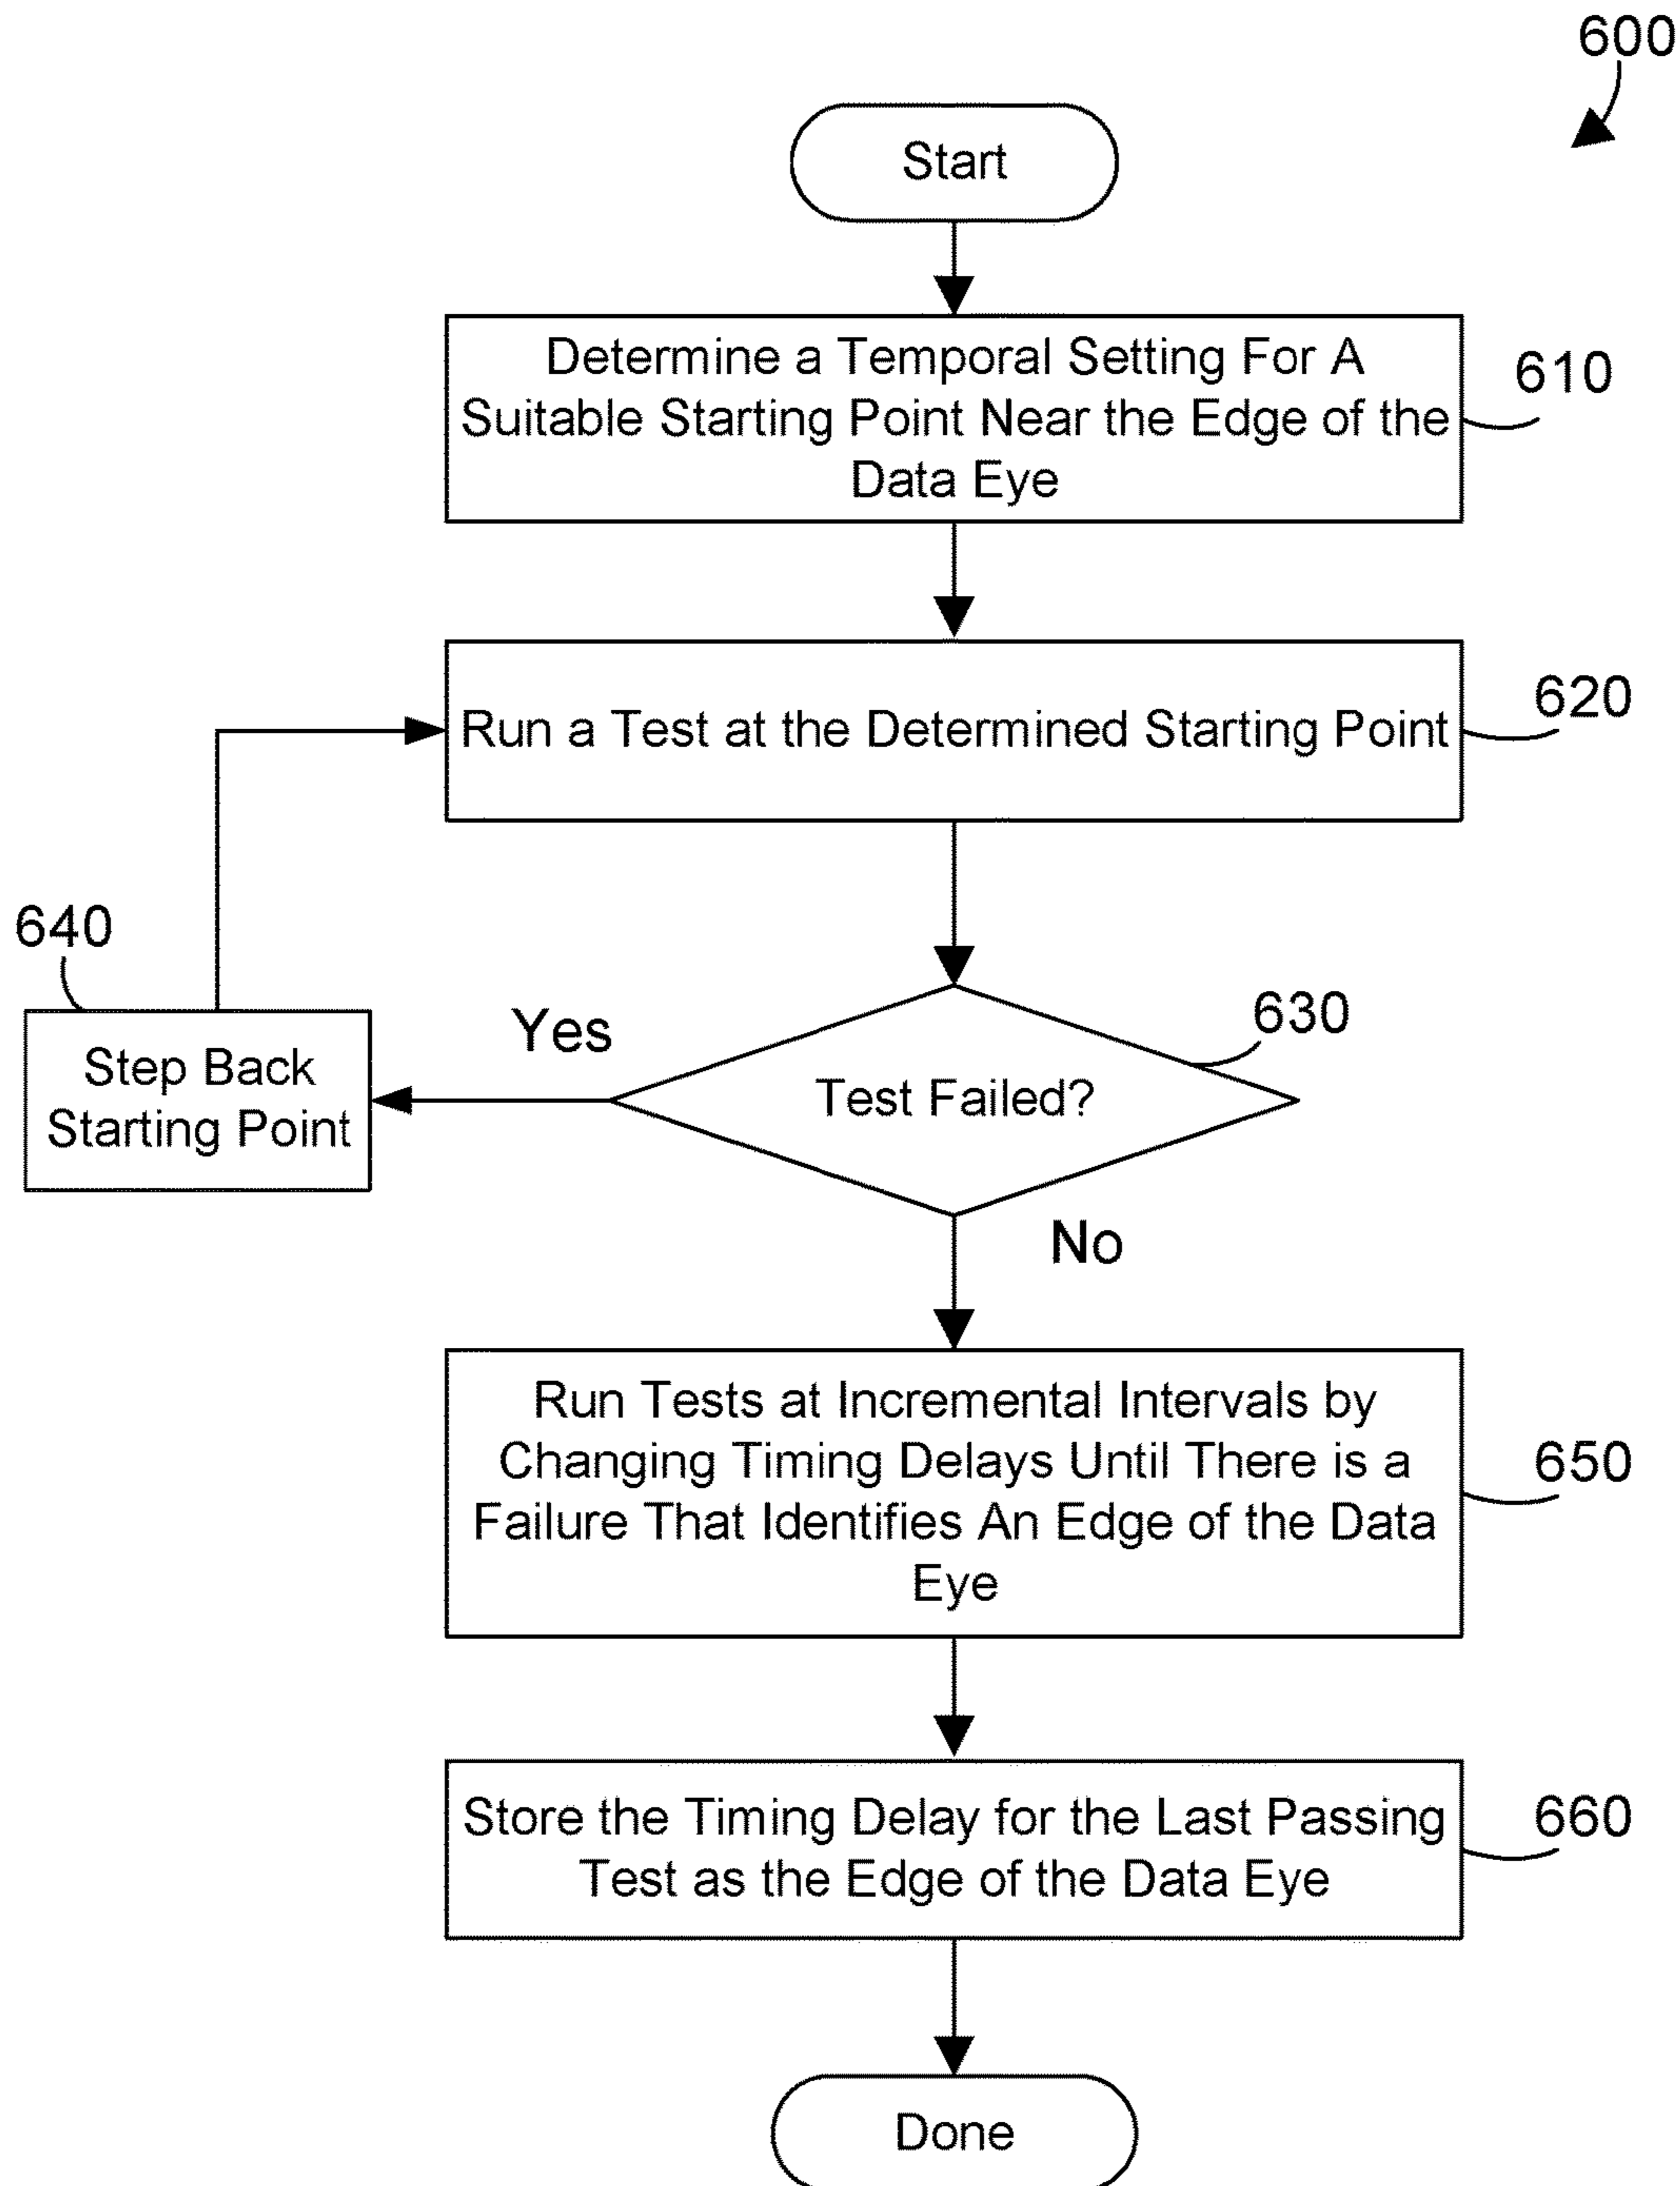 600
Start
Determine a Temporal Setting For A
Suitable Starting Point Near the Edge of the
Data Eye
610
Run a Test at the Determined Starting Point
620
640
Step Back
Starting Point
Yes
Test Failed?
630
No
Run Tests at Incremental Intervals by
Changing Timing Delays Until There is a
Failure That Identifies An Edge of the Data
Eye
650
Store the Timing Delay for the Last Passing
Test as the Edge of the Data Eye
660
Done